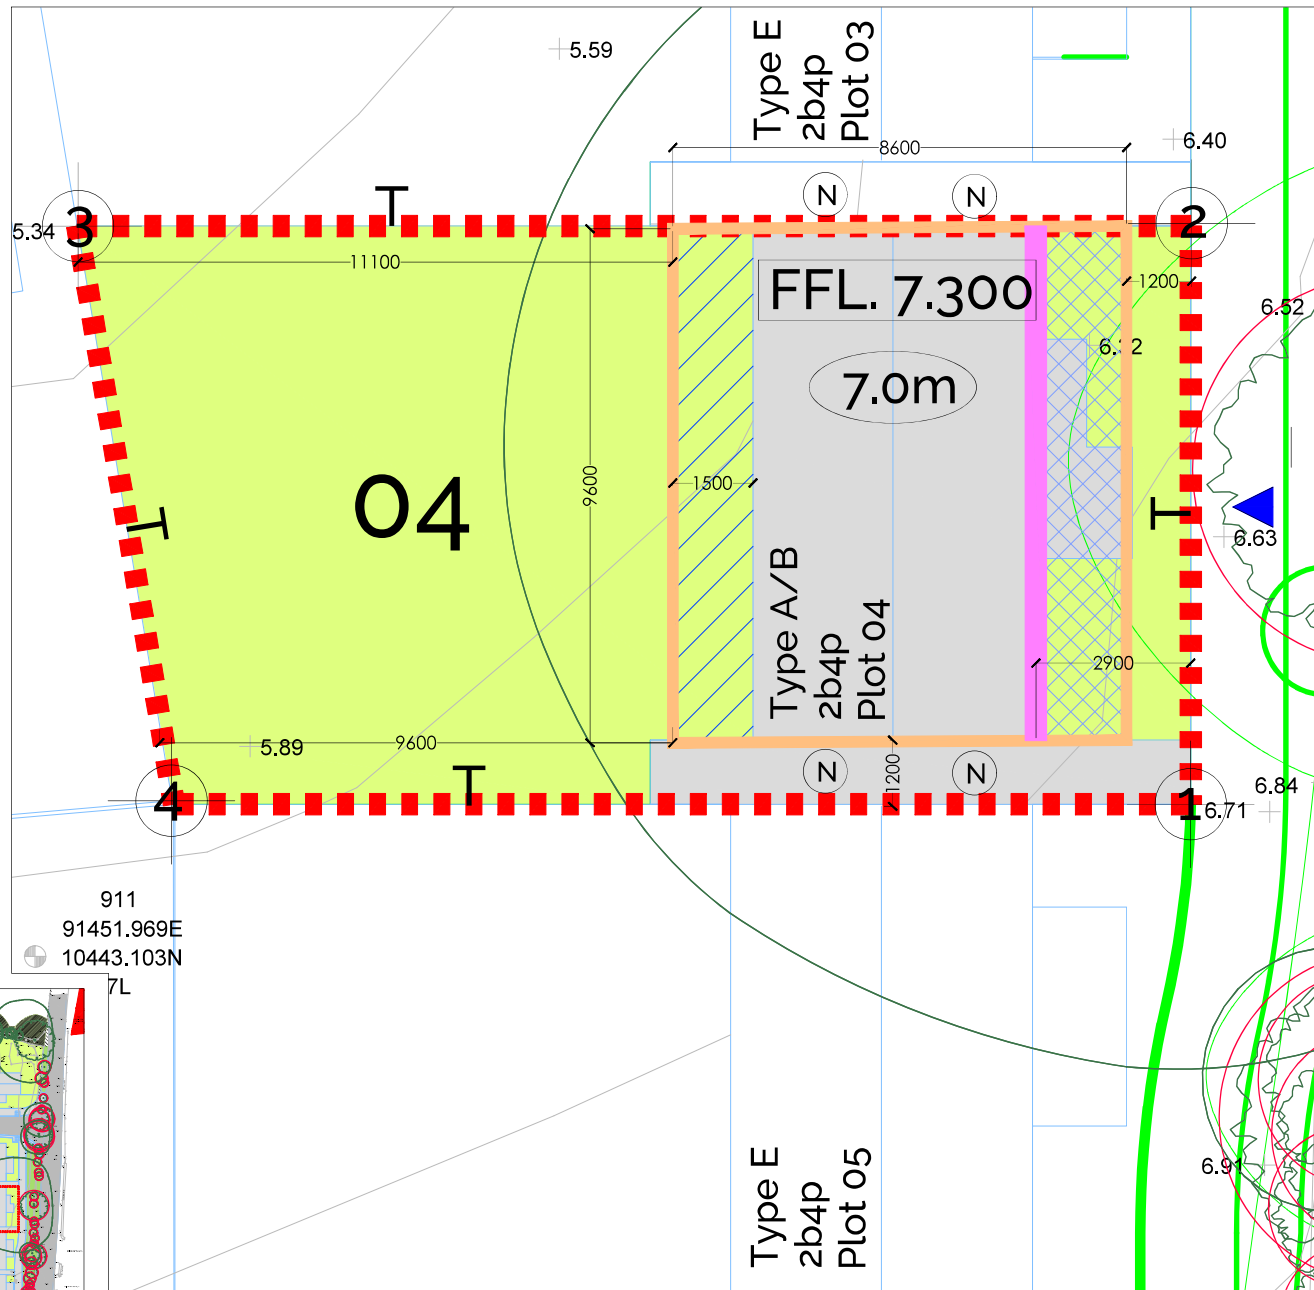 5.59
Type E
2b4p
Plot 03
6.40
8600
N
N
3
2
T
5.34
11100
1200
FFL. 7.300
6.52
7.0m
04
9600
1500
T
T
6.63
Type A/B
2b4p
Plot 04
2900
5.89
9600
T
N
N
1200
4
1
6.84
6.71
911
91451.969E
10443.103N
7L
6.91
Type E
2b4p
Plot 05